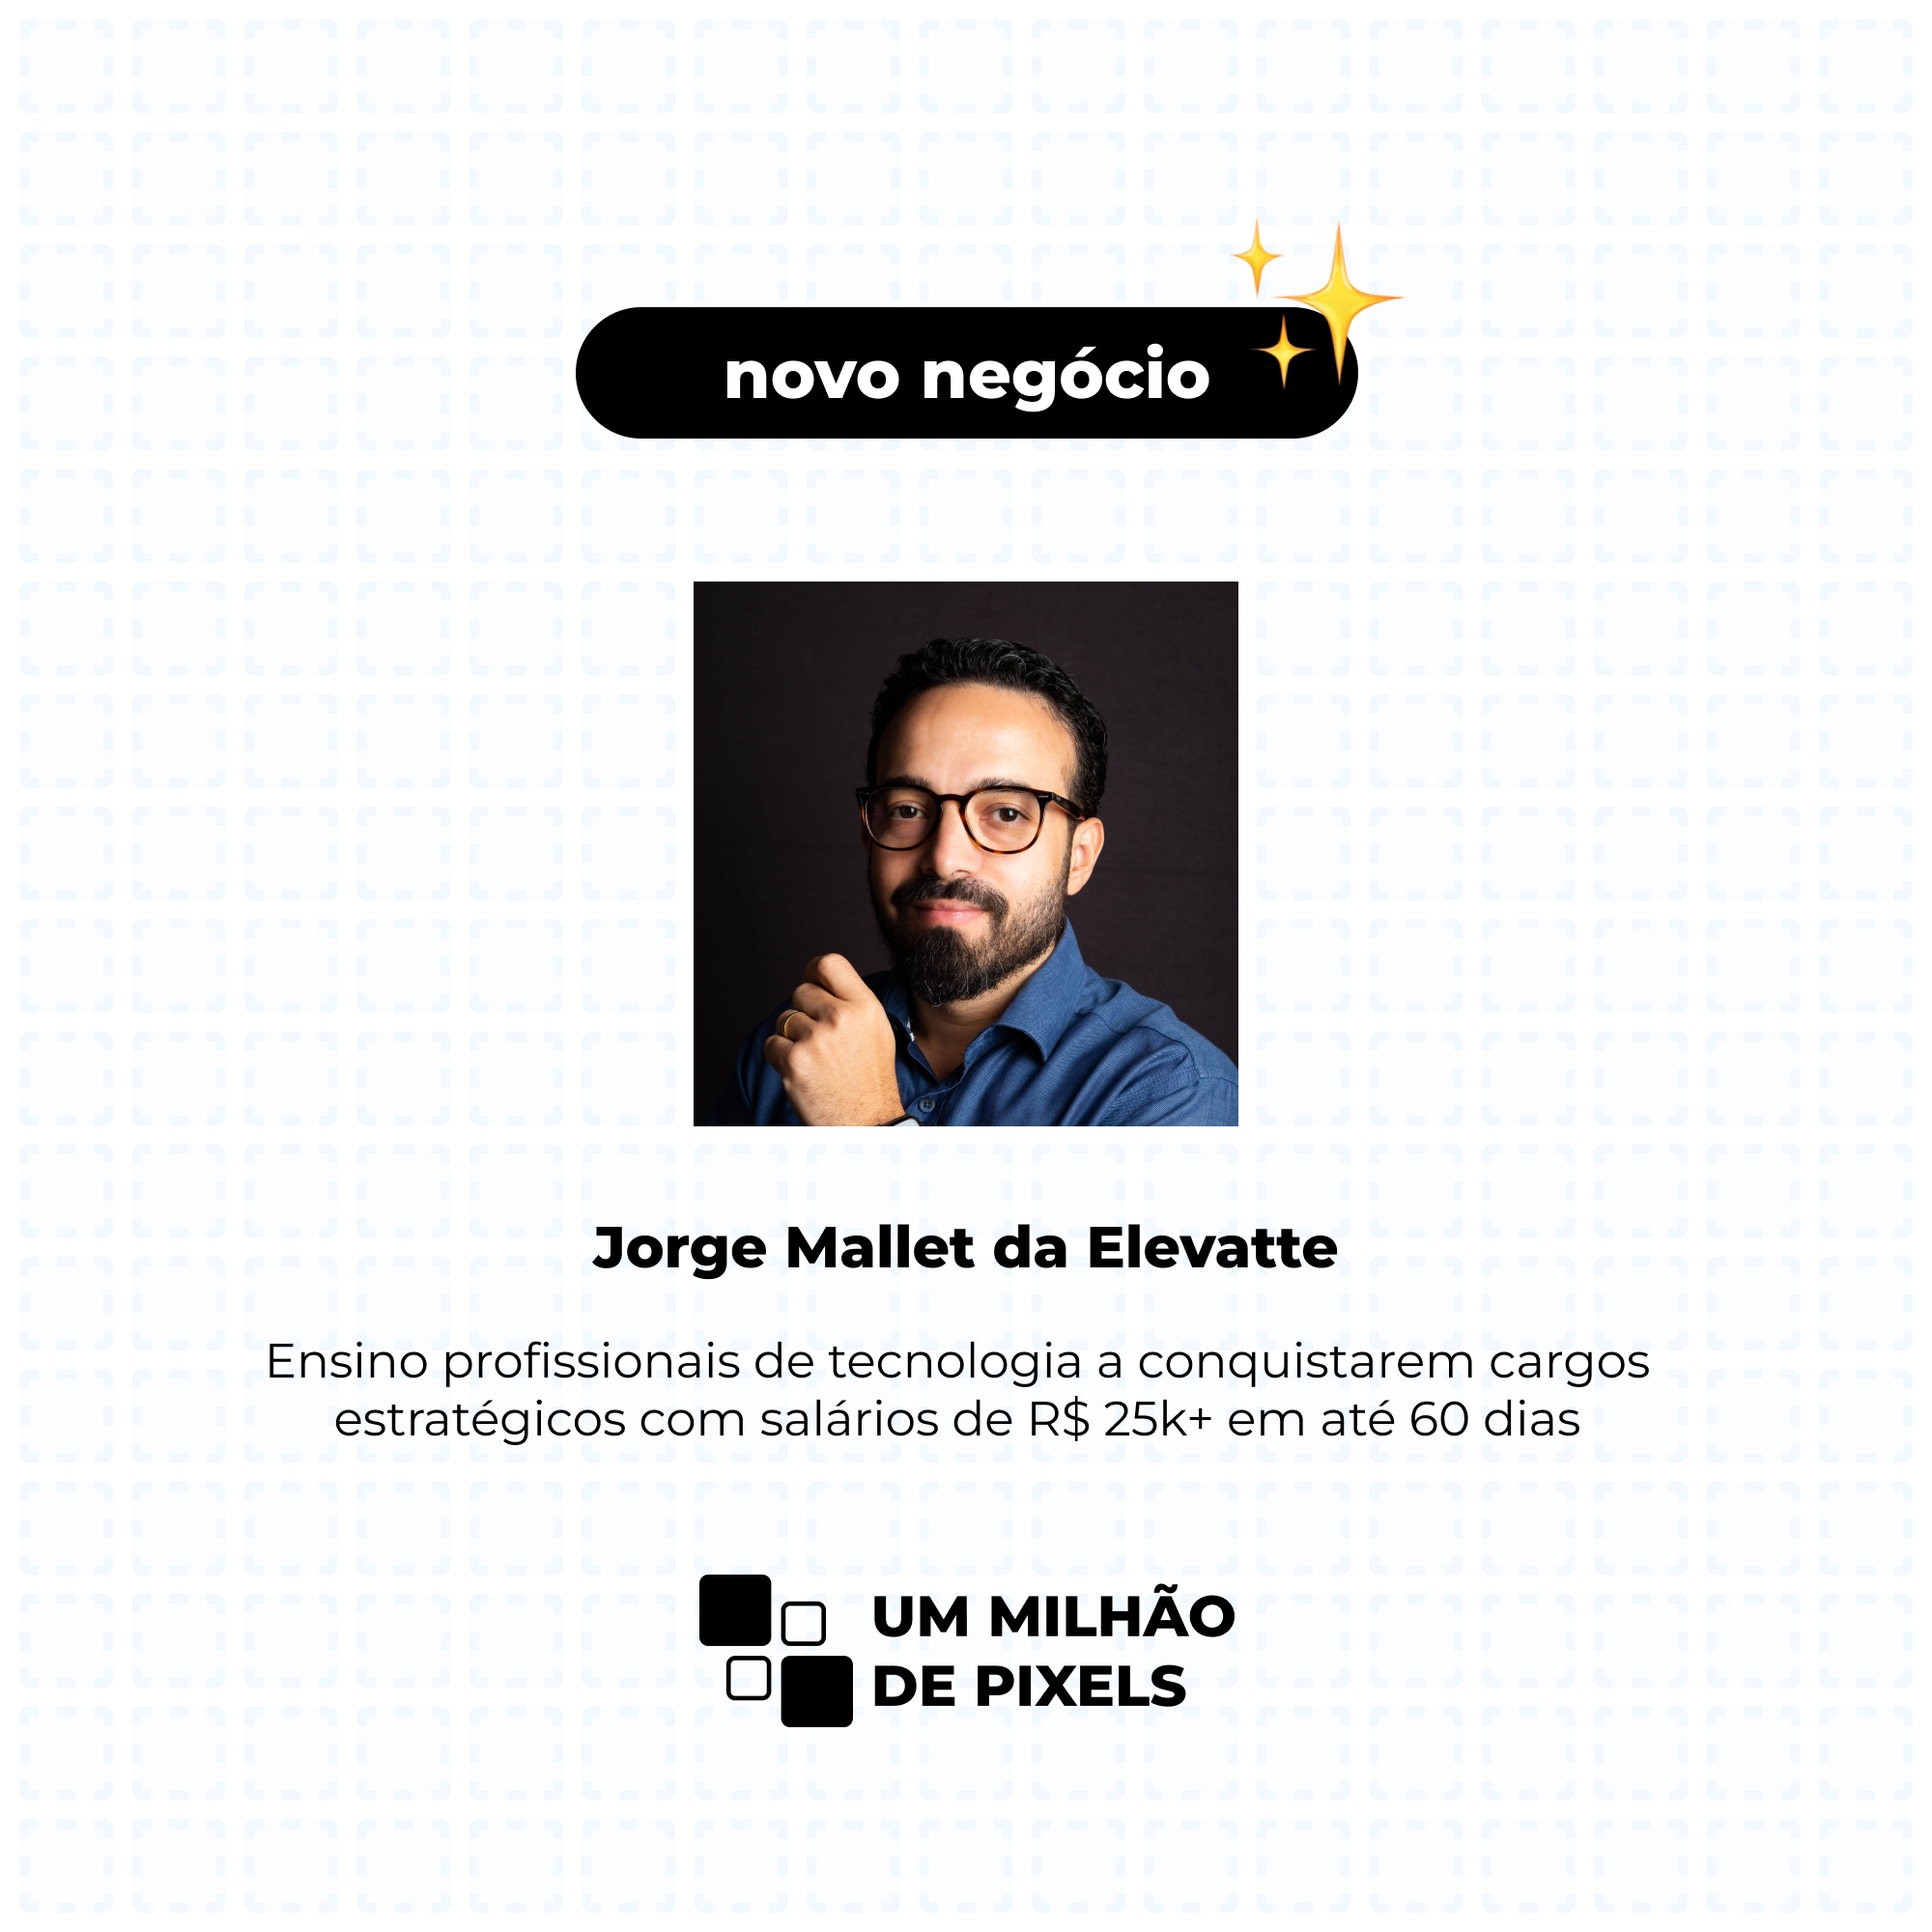 novo negócio
Jorge Mallet da Elevatte
Ensino profissionais de tecnologia a conquistarem cargos
estratégicos com salários de R$ 25k+ em até 60 dias
UM MILHÃO
DE PIXELS